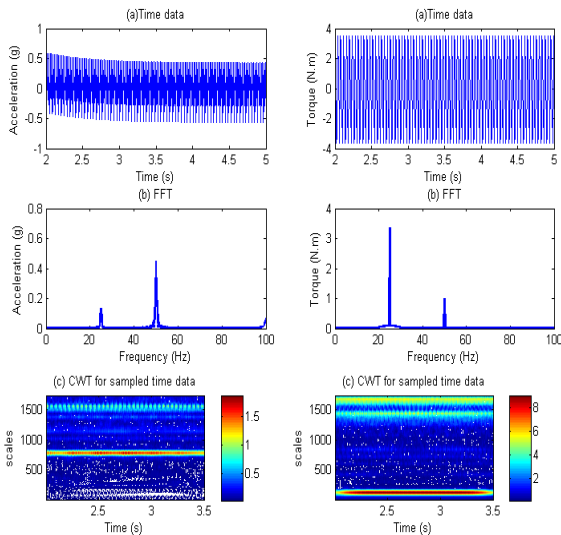 (a)Time data
Acceleration (g)
1
0.5
0
-0.5
-1
2 2.5 3 3.5 4 4.5 5
Time (s)
(a)Time data
Torque (N.m)
4
2
0
-2
-4
2 2.5 3 3.5 4 4.5 5
Time (s)
(b) FFT
Acceleration (g)
0.8
0.6
0.4
0.2
0
0 20 40 60 80 100
Frequency (Hz)
(b) FFT
Torque (N.m)
4
3
2
1
0
0 20 40 60 80 100
Frequency (Hz)
(c) CWT for sampled time data
scales
1500
1000
500
2.5 3 3.5
Time (s)
1.5
1
0.5
(c) CWT for sampled time data
scales
1500
1000
500
2.5 3 3.5
Time (s)
8
6
4
2